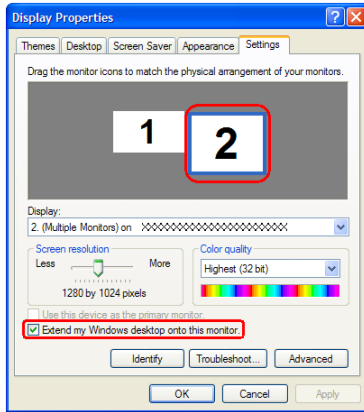 Display Properties
Themes Desktop Screen Saver Appearance Settings
Drag the monitor icons to match the physical arrangement of your monitors.
1 2
Display:
2. (Multiple Monitors) on XXXXXXXXXXXXXXXXXXXXXXX
Screen resolution
Less More
1280 by 1024 pixels
Color quality
Highest (32 bit)
Use this device as the primary monitor.
Extend my Windows desktop onto this monitor.
Identify Troubleshoot... Advanced
OK Cancel Apply